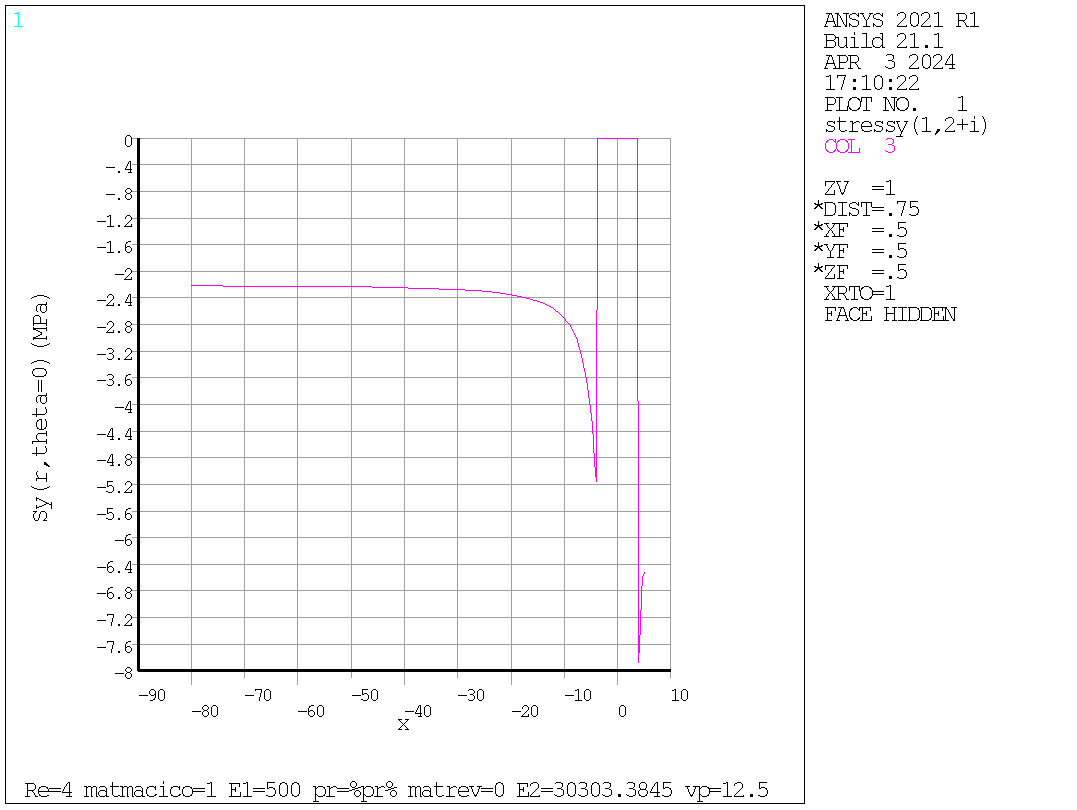 1
ANSYS 2021 R1
Build 21.1
APR  3 2024
17:10:22
PLOT NO.   1
stressy(1,2+i)
COL  3
ZV  =1
*DIST=.75
*XF  =.5
*YF  =.5
*ZF  =.5
XRTO=1
FACE HIDDEN
Sy(r,theta=0)(MPa)
0
-.4
-.8
-1.2
-1.6
-2
-2.4
-2.8
-3.2
-3.6
-4
-4.4
-4.8
-5.2
-5.6
-6
-6.4
-6.8
-7.2
-7.6
-8
-90 -70 -50 -30 -10 10
-80 -60 -40 -20 0
X
Re=4 matmacico=1 E1=500 pr=%pr% matrev=0 E2=30303.3845 vp=12.5